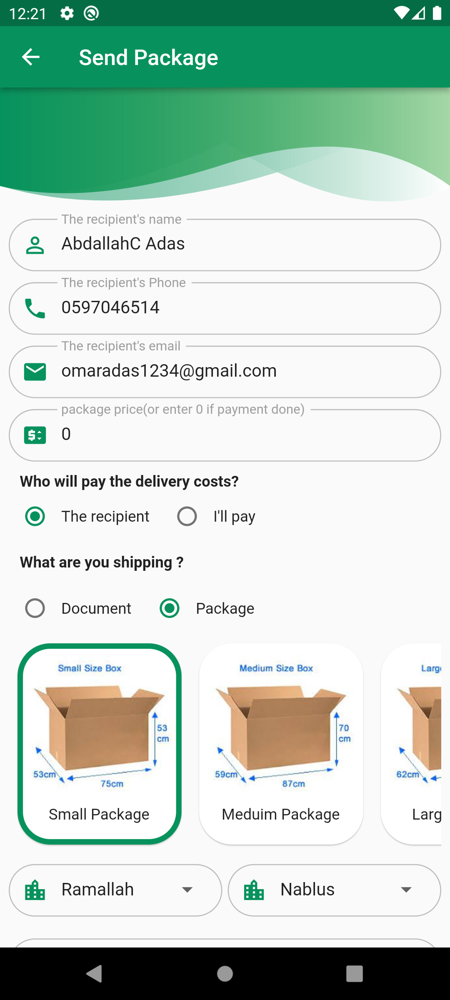 12:21
Send Package
The recipient's name
AbdallahC Adas
The recipient's Phone
0597046514
The recipient's email
omaradas1234@gmail.com
package price(or enter 0 if payment done)
0
Who will pay the delivery costs?
The recipient
I'll pay
What are you shipping ?
Document
Package
Small Size Box
53
cm
53cm
75cm
Small Package
Medium Size Box
70
cm
59cm
87cm
Meduim Package
Larg
62cm
Larg
Ramallah
Nablus